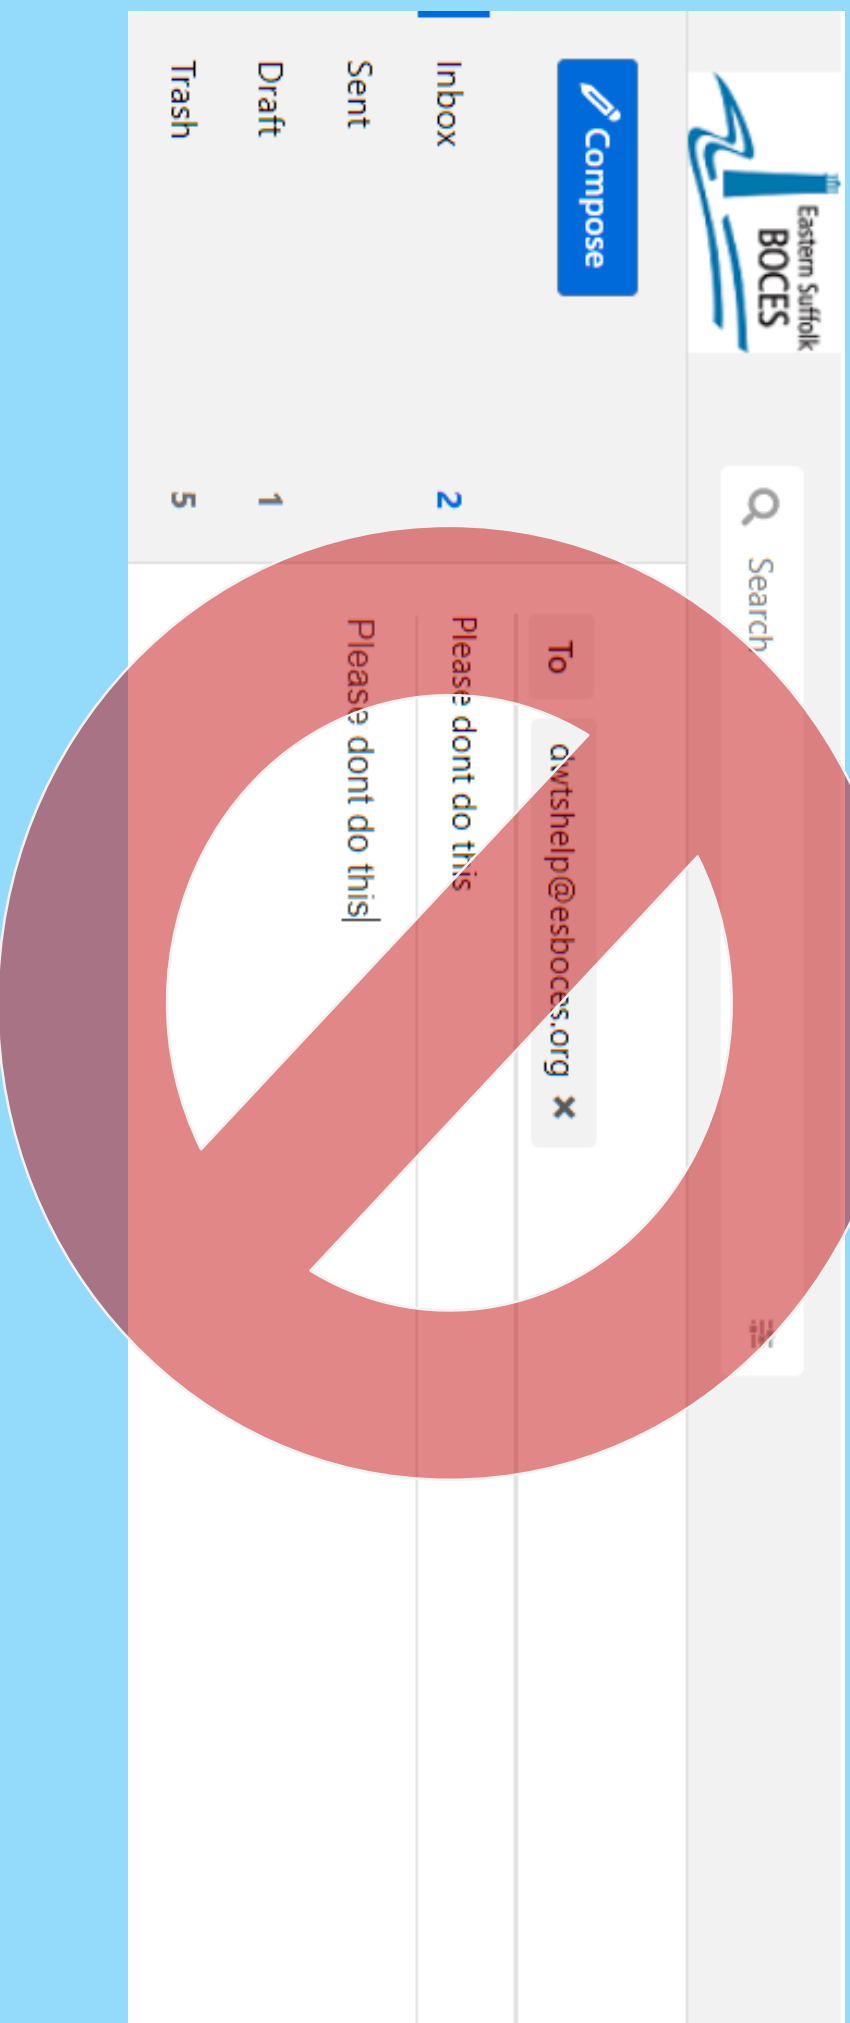 Eastern Suffolk
BOCES
Search
Compose
Inbox 2
Sent
Draft 1
Trash 5
To dwtshelp@esboces.org
Please dont do this
Please dont do this